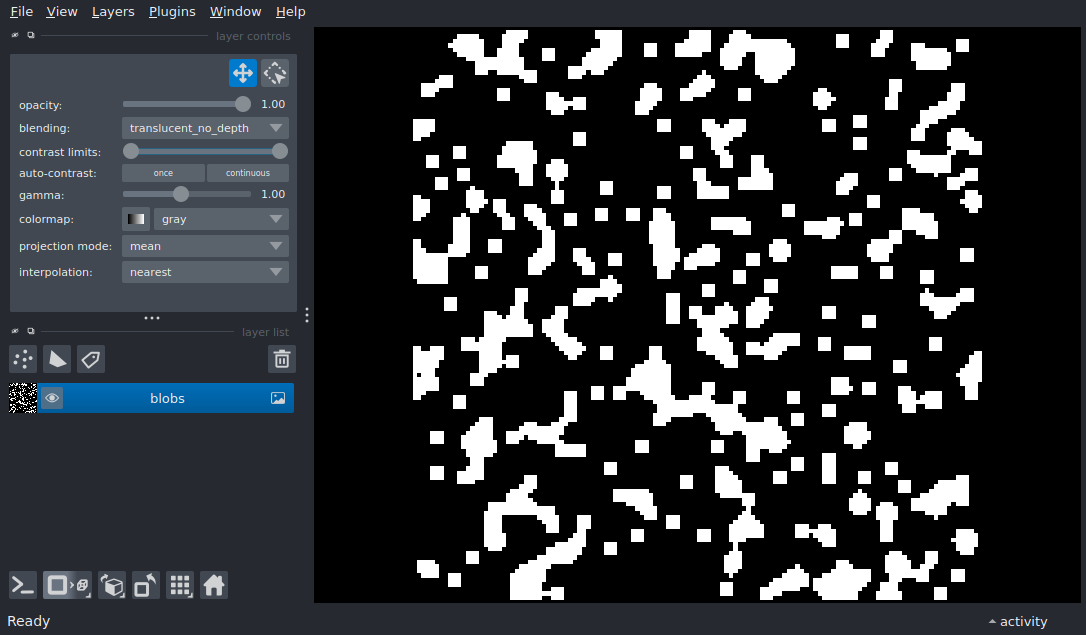 File View Layers Plugins Window Help
layer controls
opacity: 1.00
blending: translucent_no_depth
contrast limits:
auto-contrast: once continuous
gamma: 1.00
colormap: gray
projection mode: mean
interpolation: nearest
layer list
blobs
Ready activity